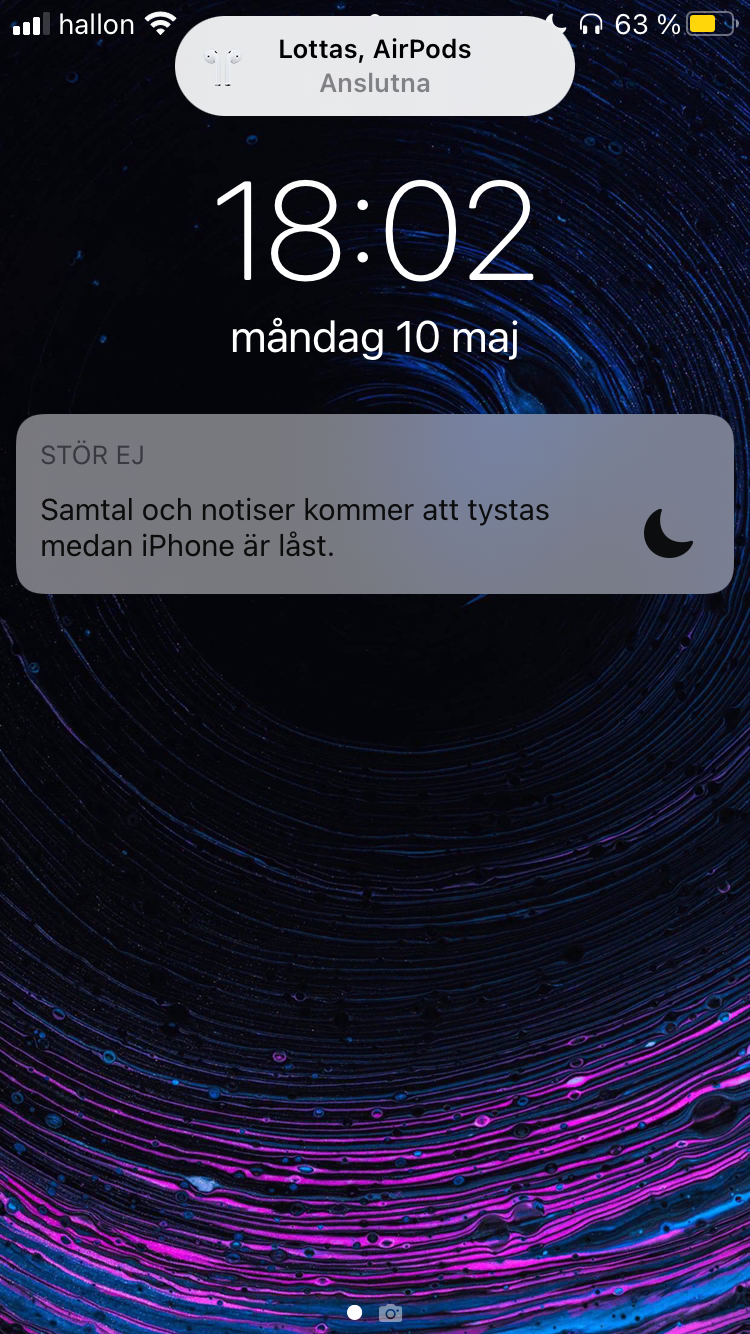 hallon 63 %
Lottas, AirPods
Anslutna
18:02
måndag 10 maj
STÖR EJ
Samtal och notiser kommer att tystas
medan iPhone är låst.